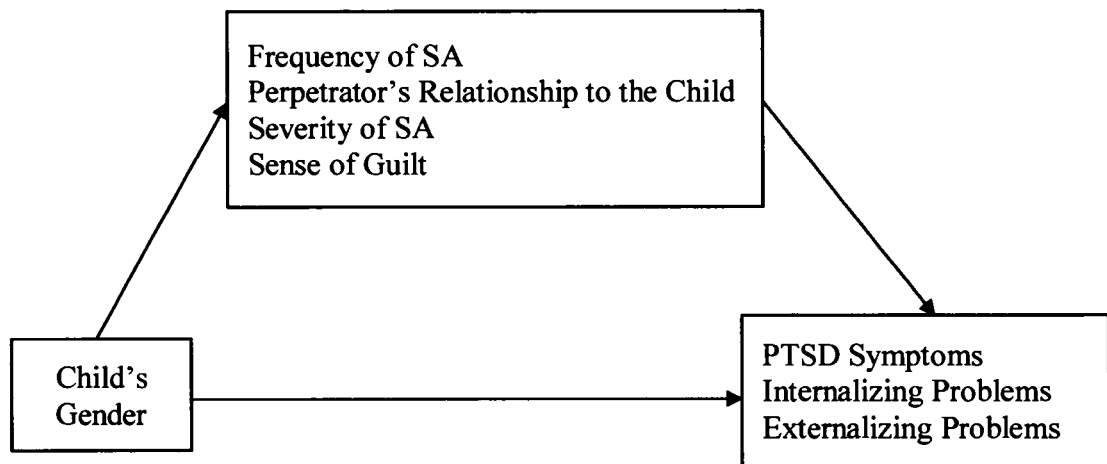 Frequency of SA
Perpetrator's Relationship to the Child
Severity of SA
Sense of Guilt
Child's
Gender
PTSD Symptoms
Internalizing Problems
Externalizing Problems